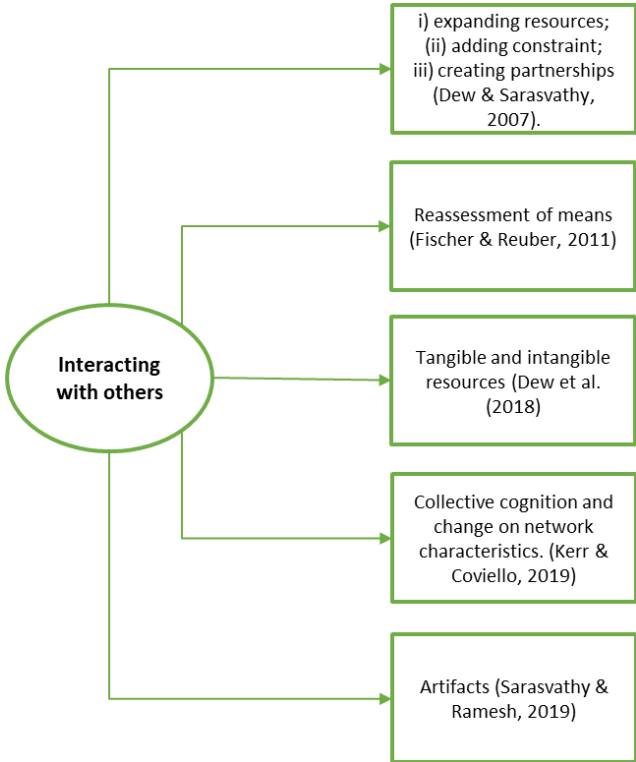 i) expanding resources;
(ii) adding constraint;
iii) creating partnerships
(Dew & Sarasvathy,
2007).
Reassessment of means
(Fischer & Reuber, 2011)
Interacting
with others
Tangible and intangible
resources (Dew et al.
(2018)
Collective cognition and
change on network
characteristics. (Kerr &
Coviello, 2019)
Artifacts (Sarasvathy &
Ramesh, 2019)